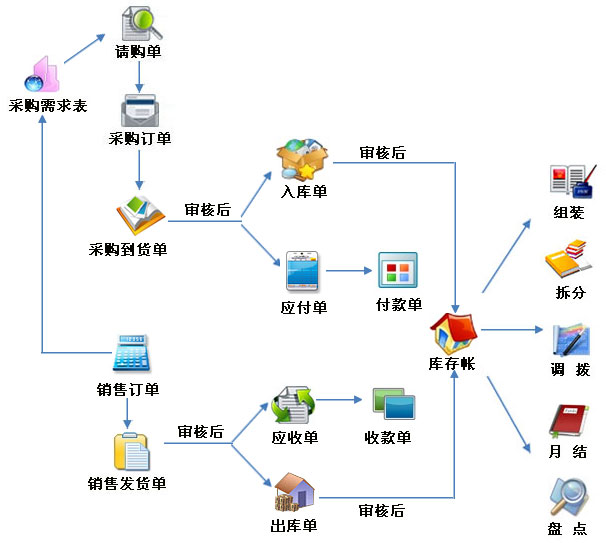 请购单
采购需求表
采购订单
审核后
入库单
审核后
组装
采购到货单
拆分
应付单
付款单
库存帐
调 拨
销售订单
审核后
应收单
收款单
月 结
销售发货单
出库单
审核后
盘 点